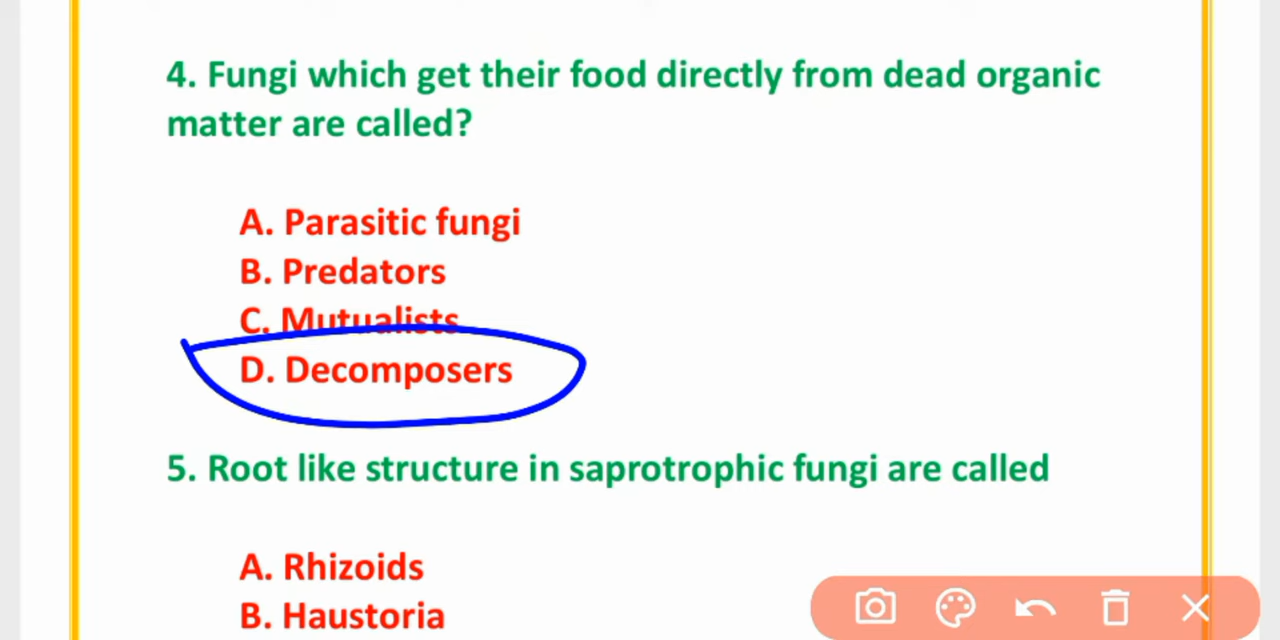 4. Fungi which get their food directly from dead organic
matter are called?
A. Parasitic fungi
B. Predators
C. Mutualists
D. Decomposers
5. Root like structure in saprotrophic fungi are called
A. Rhizoids
B. Haustoria